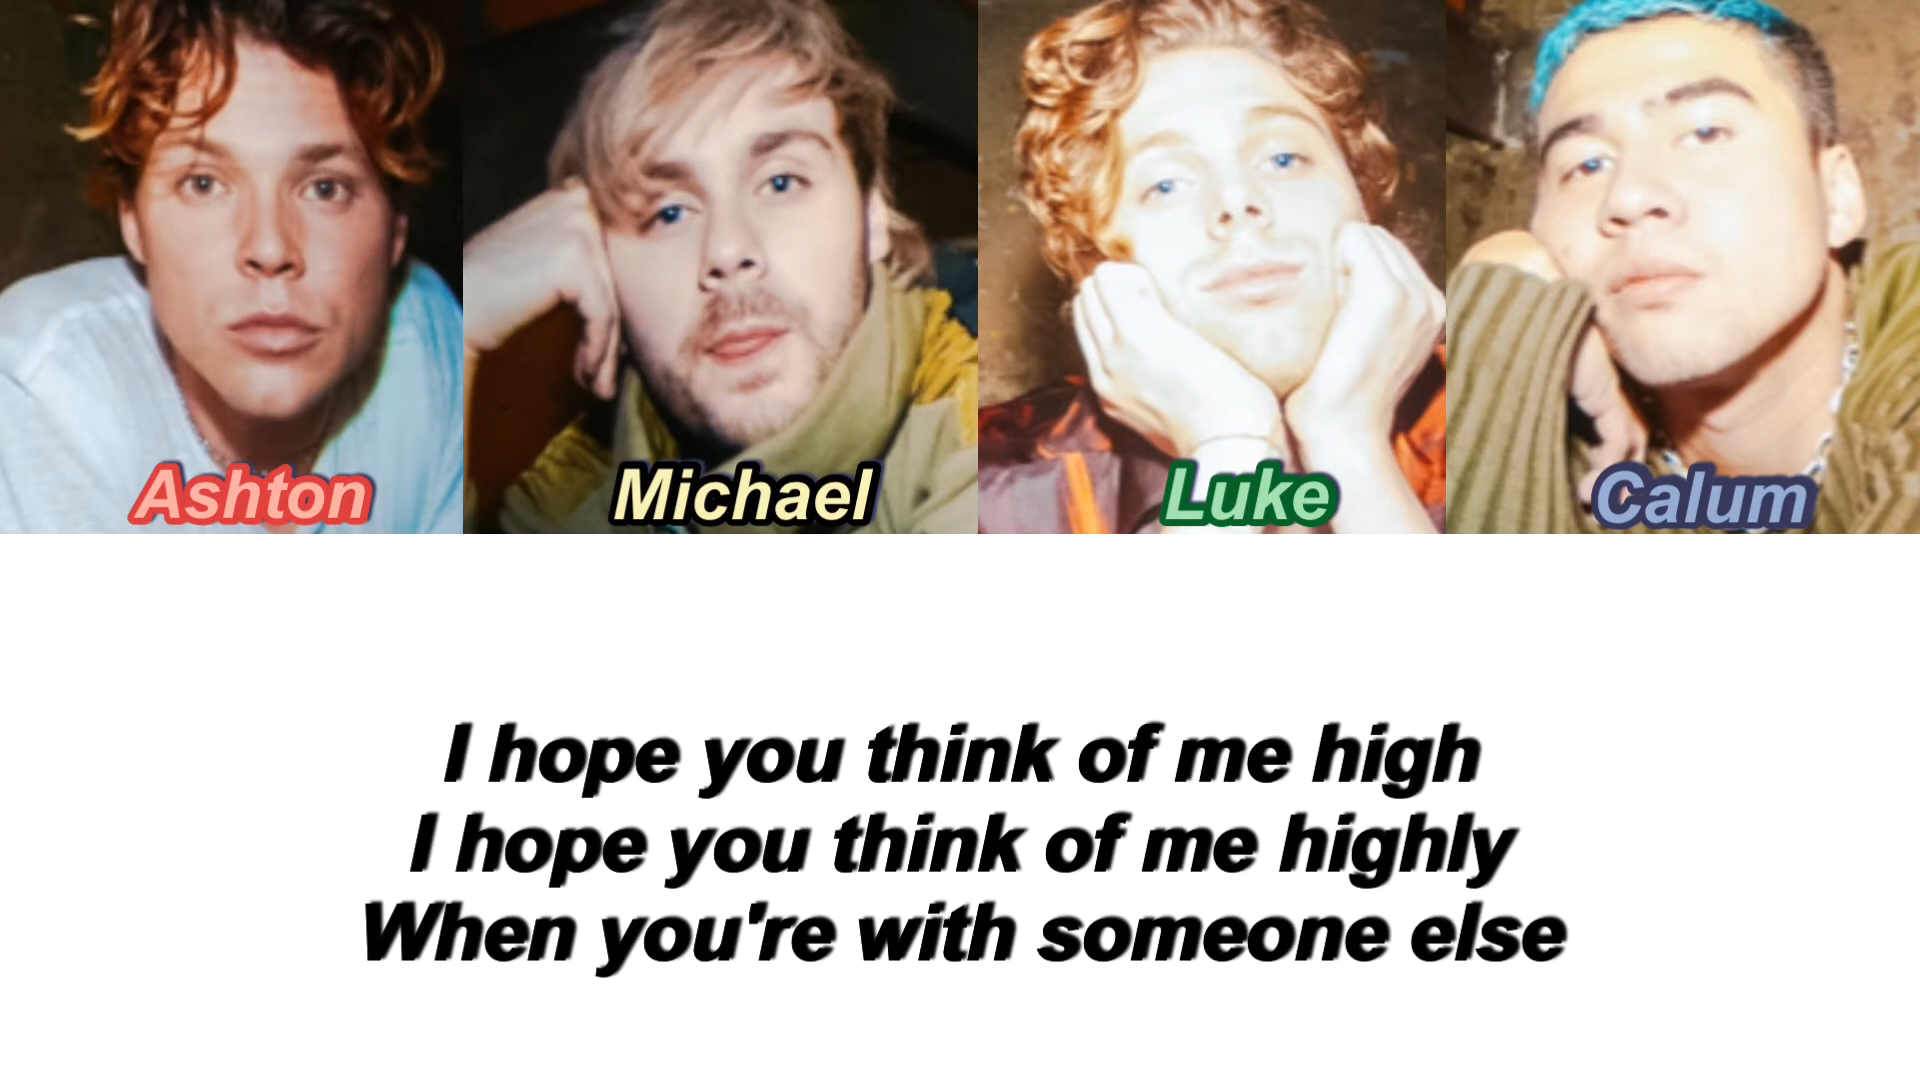 Ashton Michael Luke Calum
I hope you think of me high
I hope you think of me highly
When you're with someone else